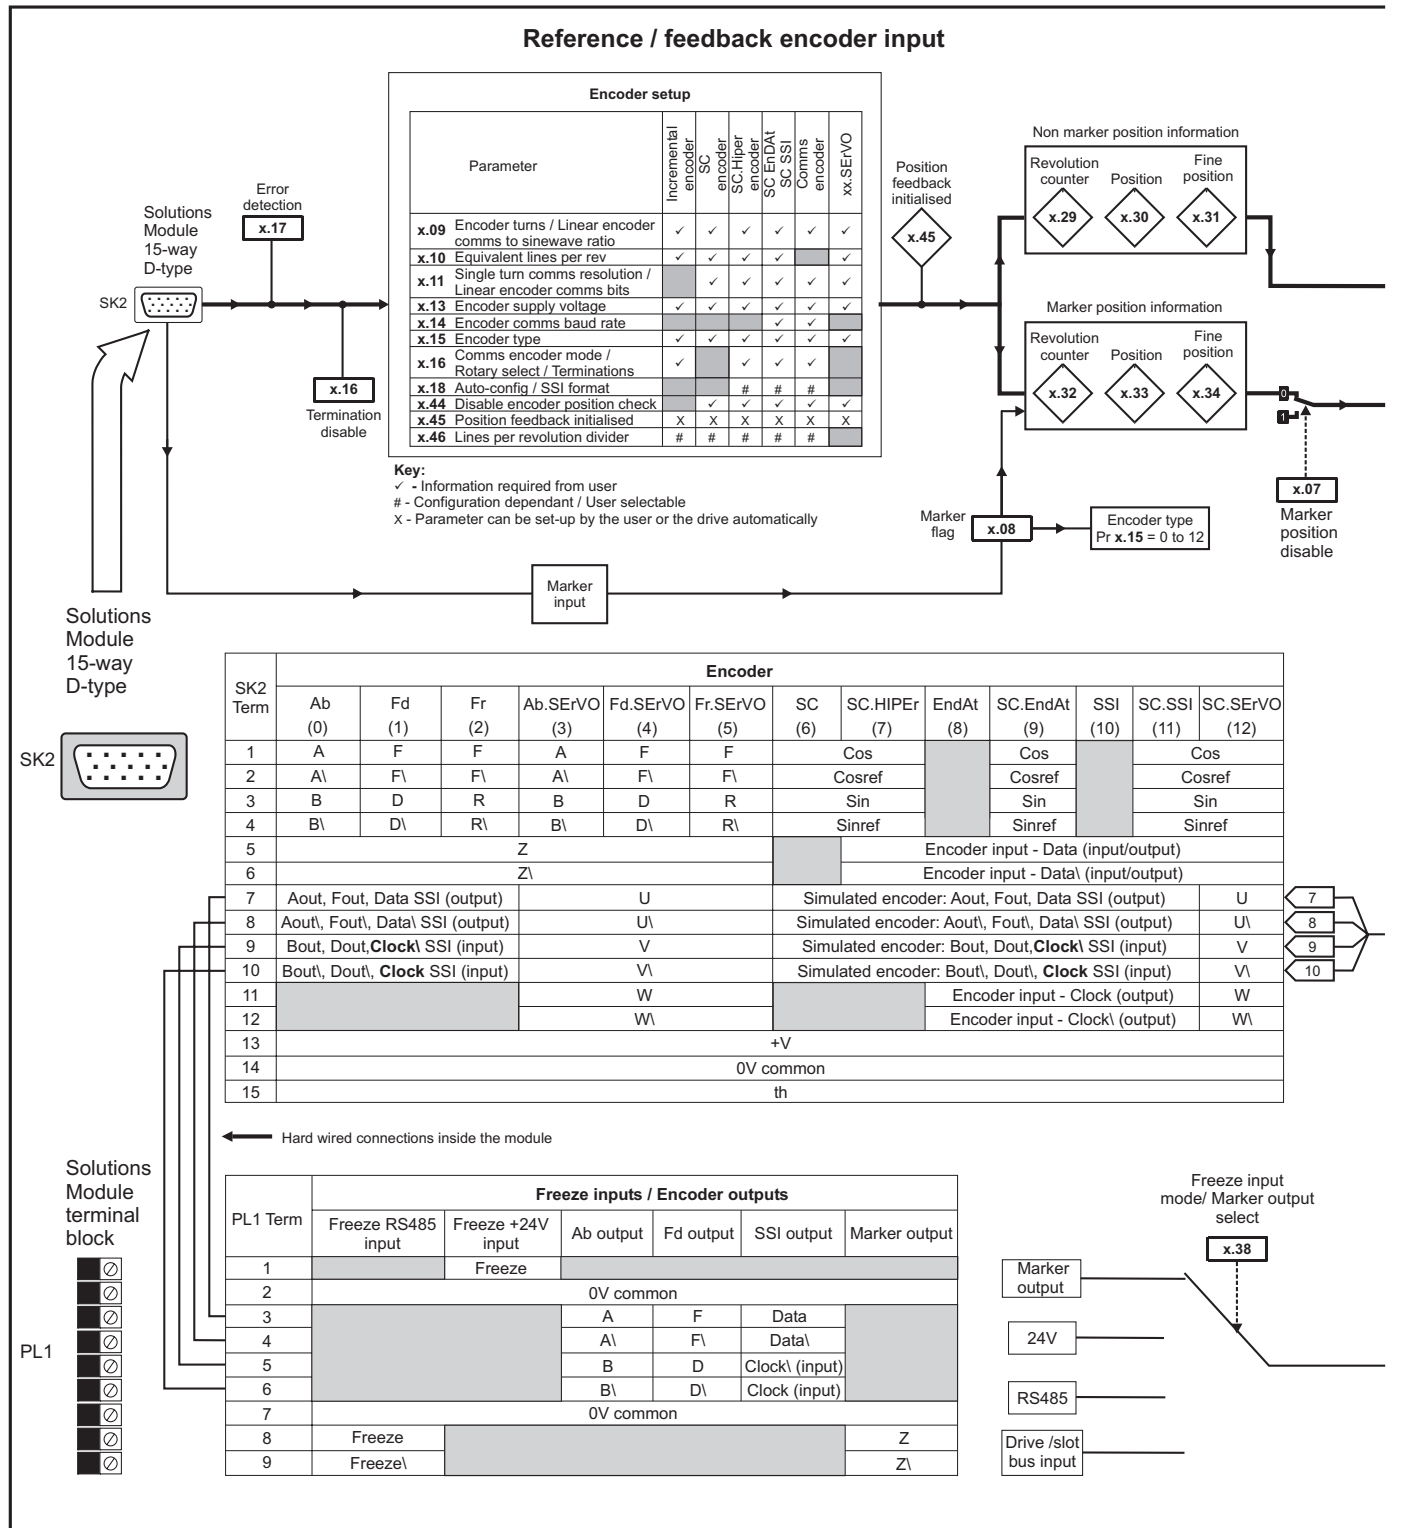 Reference / feedback encoder input
Encoder setup
Parameter
Incremental encoder
SC encoder
SC.Hiper encoder
SC EnDAt SC SSI
Comms encoder
xx.SErVO
x.09 Encoder turns / Linear encoder comms to sinewave ratio ✓ ✓ ✓ ✓ ✓ ✓
x.10 Equivalent lines per rev ✓ ✓ ✓ ✓ ✓
x.11 Single turn comms resolution / Linear encoder comms bits ✓ ✓ ✓ ✓ ✓
x.13 Encoder supply voltage ✓ ✓ ✓ ✓ ✓ ✓
x.14 Encoder comms baud rate ✓ ✓
x.15 Encoder type ✓ ✓ ✓ ✓ ✓ ✓
x.16 Comms encoder mode / Rotary select / Terminations ✓ ✓ ✓ ✓
x.18 Auto-config / SSI format # # #
x.44 Disable encoder position check ✓ ✓ ✓ ✓ ✓
x.45 Position feedback initialised X X X X X X
x.46 Lines per revolution divider # # # # #
Key:
✓ - Information required from user
# - Configuration dependant / User selectable
X - Parameter can be set-up by the user or the drive automatically
Solutions
Module
15-way
D-type
SK2
Error
detection
x.17
x.16
Termination
disable
Position
feedback
initialised
x.45
Non marker position information
Revolution
counter
Position
Fine
position
x.29 x.30 x.31
Marker position information
Revolution
counter
Position
Fine
position
x.32 x.33 x.34
0
1
x.07
Marker
position
disable
Marker
flag
x.08
Encoder type
Pr x.15 = 0 to 12
Marker
input
Solutions
Module
15-way
D-type
SK2
SK2
Term
Encoder
Ab (0) Fd (1) Fr (2) Ab.SErVO (3) Fd.SErVO (4) Fr.SErVO (5) SC (6) SC.HIPEr (7) EndAt (8) SC.EndAt (9) SSI (10) SC.SSI (11) SC.SErVO (12)
1 A F F A F F Cos Cos Cos
2 A\ F\ F\ A\ F\ F\ Cosref Cosref Cosref
3 B D R B D R Sin Sin Sin
4 B\ D\ R\ B\ D\ R\ Sinref Sinref Sinref
5 Z Encoder input - Data (input/output)
6 Z\ Encoder input - Data\ (input/output)
7 Aout, Fout, Data SSI (output) U Simulated encoder: Aout, Fout, Data SSI (output) U 7
8 Aout\, Fout\, Data\ SSI (output) U\ Simulated encoder: Aout\, Fout\, Data\ SSI (output) U\ 8
9 Bout, Dout,Clock\ SSI (input) V Simulated encoder: Bout, Dout,Clock\ SSI (input) V 9
10 Bout\, Dout\, Clock SSI (input) V\ Simulated encoder: Bout\, Dout\, Clock SSI (input) V\ 10
11 W Encoder input - Clock (output) W
12 W\ Encoder input - Clock\ (output) W\
13 +V
14 0V common
15 th
Hard wired connections inside the module
Solutions
Module
terminal
block
PL1
PL1 Term
Freeze inputs / Encoder outputs
Freeze RS485 input Freeze +24V input Ab output Fd output SSI output Marker output
1 Freeze
2 0V common
3 A F Data
4 A\ F\ Data\
5 B D Clock\ (input)
6 B\ D\ Clock (input)
7 0V common
8 Freeze Z
9 Freeze\ Z\
Freeze input
mode/ Marker output
select
x.38
Marker
output
24V
RS485
Drive /slot
bus input